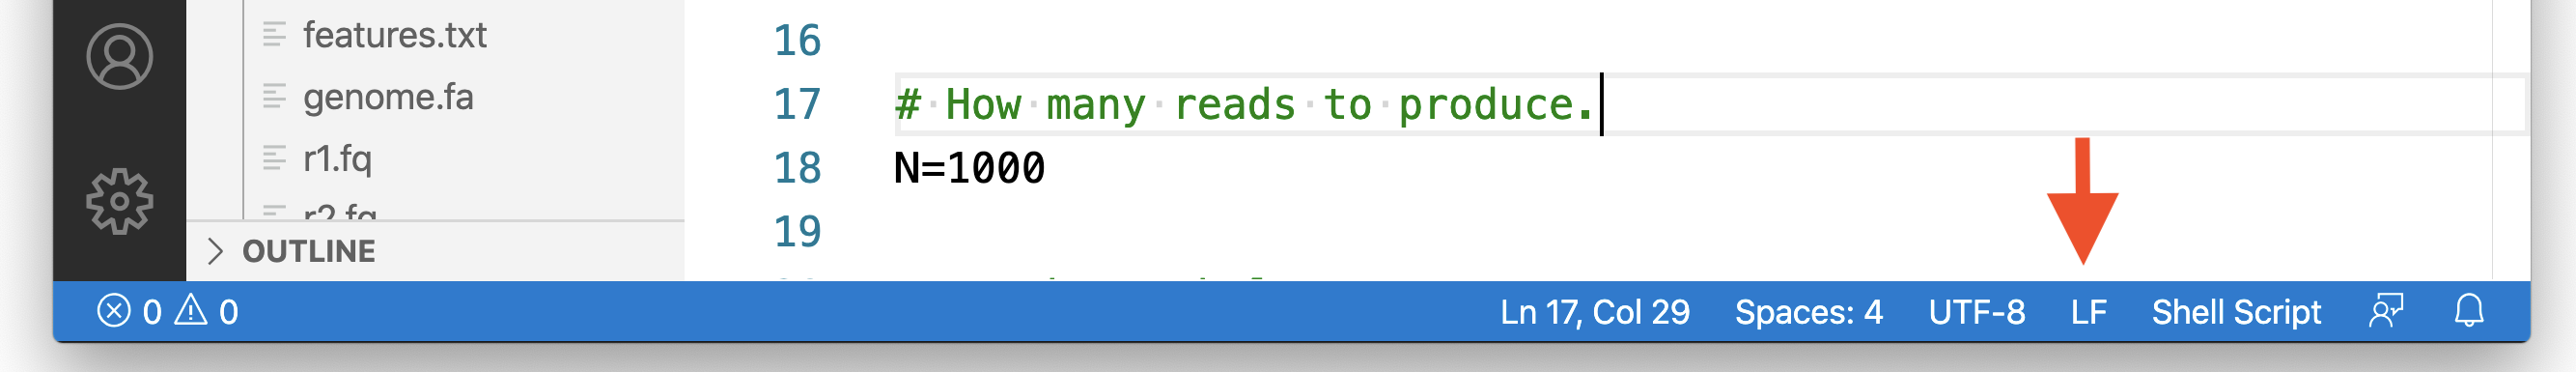 features.txt
genome.fa
r1.fq
r2.fq
OUTLINE
16
17 # How many reads to produce.
18 N=1000
19
0 0 Ln 17, Col 29 Spaces: 4 UTF-8 LF Shell Script